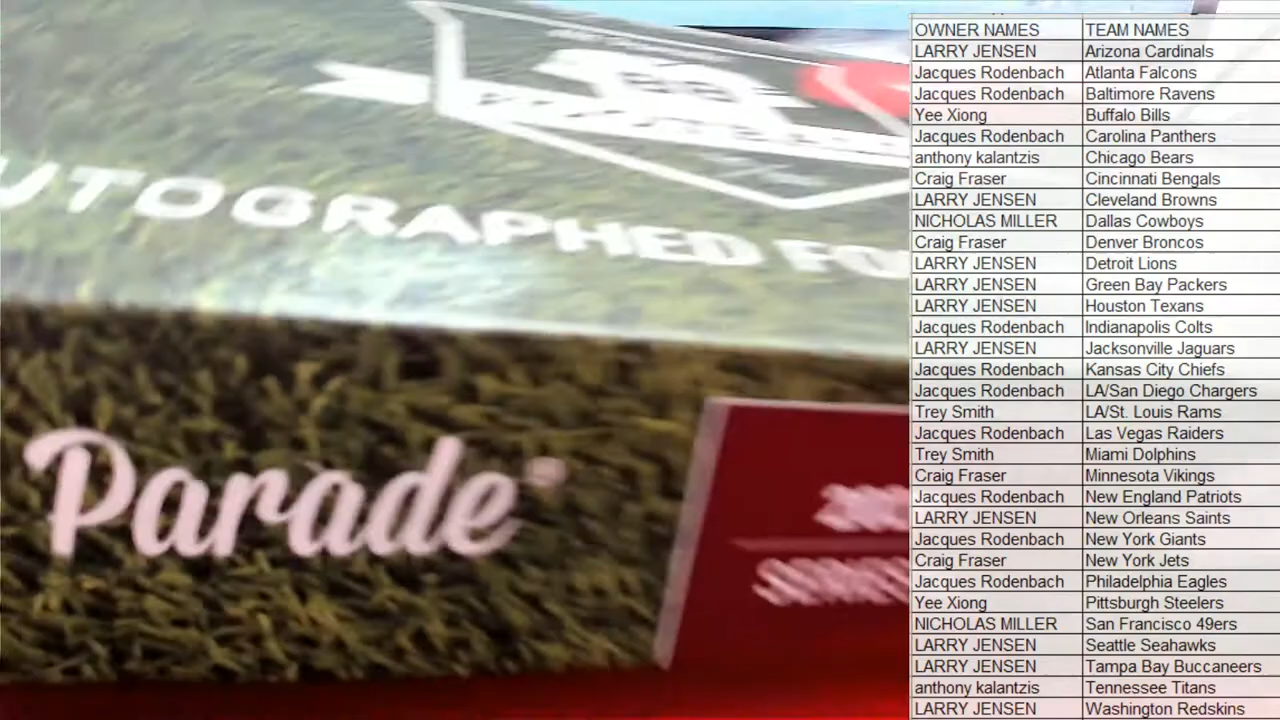 UTOGRAPHED FO
Parade
OWNER NAMES TEAM NAMES
LARRY JENSEN Arizona Cardinals
Jacques Rodenbach Atlanta Falcons
Jacques Rodenbach Baltimore Ravens
Yee Xiong Buffalo Bills
Jacques Rodenbach Carolina Panthers
anthony kalantzis Chicago Bears
Craig Fraser Cincinnati Bengals
LARRY JENSEN Cleveland Browns
NICHOLAS MILLER Dallas Cowboys
Craig Fraser Denver Broncos
LARRY JENSEN Detroit Lions
LARRY JENSEN Green Bay Packers
LARRY JENSEN Houston Texans
Jacques Rodenbach Indianapolis Colts
LARRY JENSEN Jacksonville Jaguars
Jacques Rodenbach Kansas City Chiefs
Jacques Rodenbach LA/San Diego Chargers
Trey Smith LA/St. Louis Rams
Jacques Rodenbach Las Vegas Raiders
Trey Smith Miami Dolphins
Craig Fraser Minnesota Vikings
Jacques Rodenbach New England Patriots
LARRY JENSEN New Orleans Saints
Jacques Rodenbach New York Giants
Craig Fraser New York Jets
Jacques Rodenbach Philadelphia Eagles
Yee Xiong Pittsburgh Steelers
NICHOLAS MILLER San Francisco 49ers
LARRY JENSEN Seattle Seahawks
LARRY JENSEN Tampa Bay Buccaneers
anthony kalantzis Tennessee Titans
LARRY JENSEN Washington Redskins